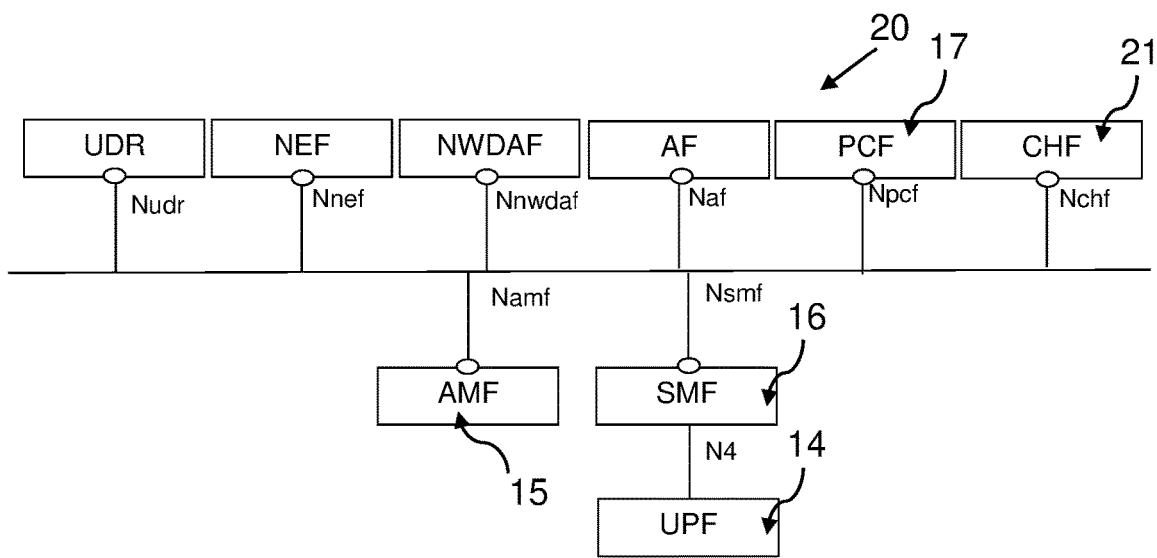 20
17
21
UDR
NEF
NWDAF
AF
PCF
CHF
Nudr
Nnef
Nnwdaf
Naf
Npcf
Nchf
Namf
Nsmf
16
AMF
SMF
15
N4
14
UPF